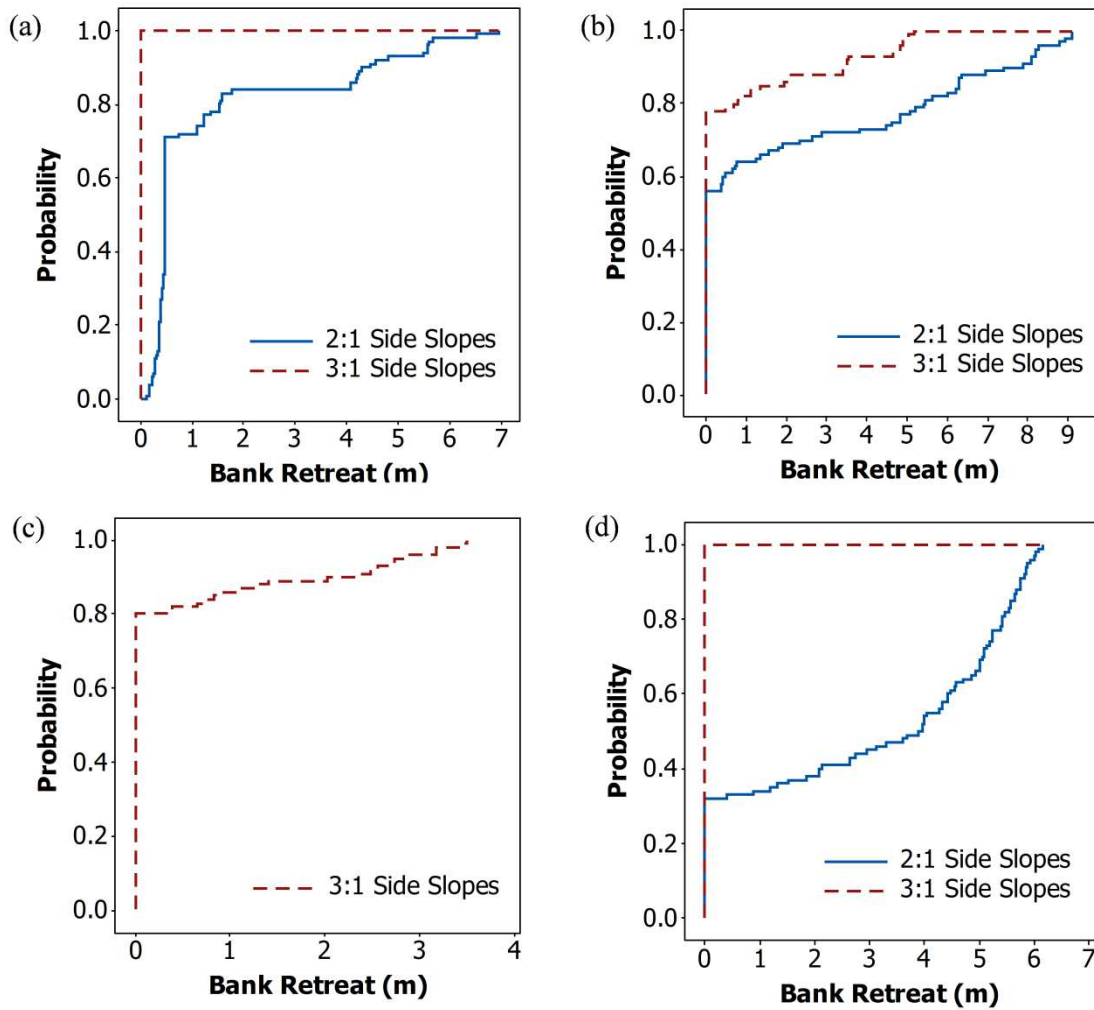 (a)
1.0
0.8
0.6
0.4
0.2
0.0
Probability
2:1 Side Slopes
3:1 Side Slopes
0 1 2 3 4 5 6 7
Bank Retreat (m)
(b)
1.0
0.8
0.6
0.4
0.2
0.0
Probability
2:1 Side Slopes
3:1 Side Slopes
0 1 2 3 4 5 6 7 8 9
Bank Retreat (m)
(c)
1.0
0.8
0.6
0.4
0.2
0.0
Probability
3:1 Side Slopes
0 1 2 3 4
Bank Retreat (m)
(d)
1.0
0.8
0.6
0.4
0.2
0.0
Probability
2:1 Side Slopes
3:1 Side Slopes
0 1 2 3 4 5 6 7
Bank Retreat (m)